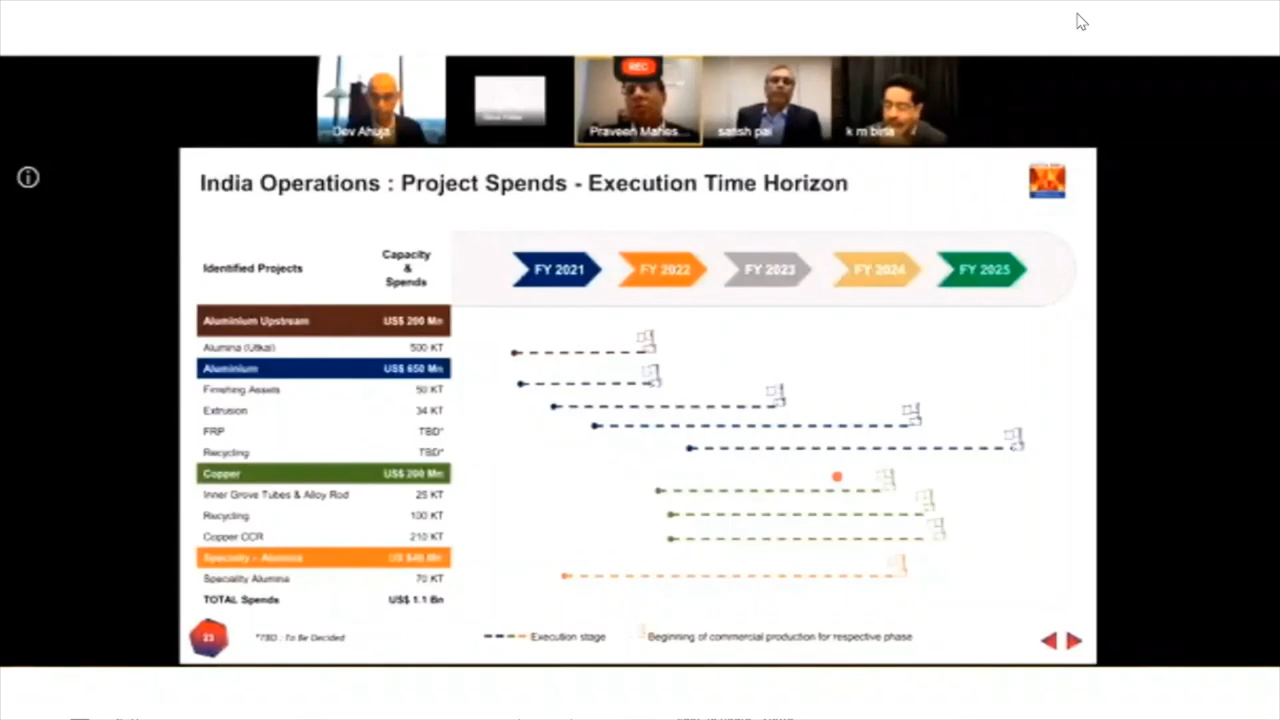 REC
Dev Ahuja
Praveen Mahes...
satish pai
k m birla
India Operations : Project Spends - Execution Time Horizon
Identified Projects
Capacity
&
Spends
FY 2021
FY 2022
FY 2023
FY 2024
FY 2025
Aluminium Upstream US$ 200 Mn
Alumina (Utkal) 500 KT
Aluminium US$ 650 Mn
Finishing Assets 50 KT
Extrusion 34 KT
FRP TBD*
Recycling TBD*
Copper US$ 200 Mn
Inner Grove Tubes & Alloy Rod 25 KT
Recycling 100 KT
Copper CCR 210 KT
Specialty – Alumina US $40 Mn
Speciality Alumina 70 KT
TOTAL Spends US$ 1.1 Bn
23
*TBD : To Be Decided
Execution stage
Beginning of commercial production for respective phase